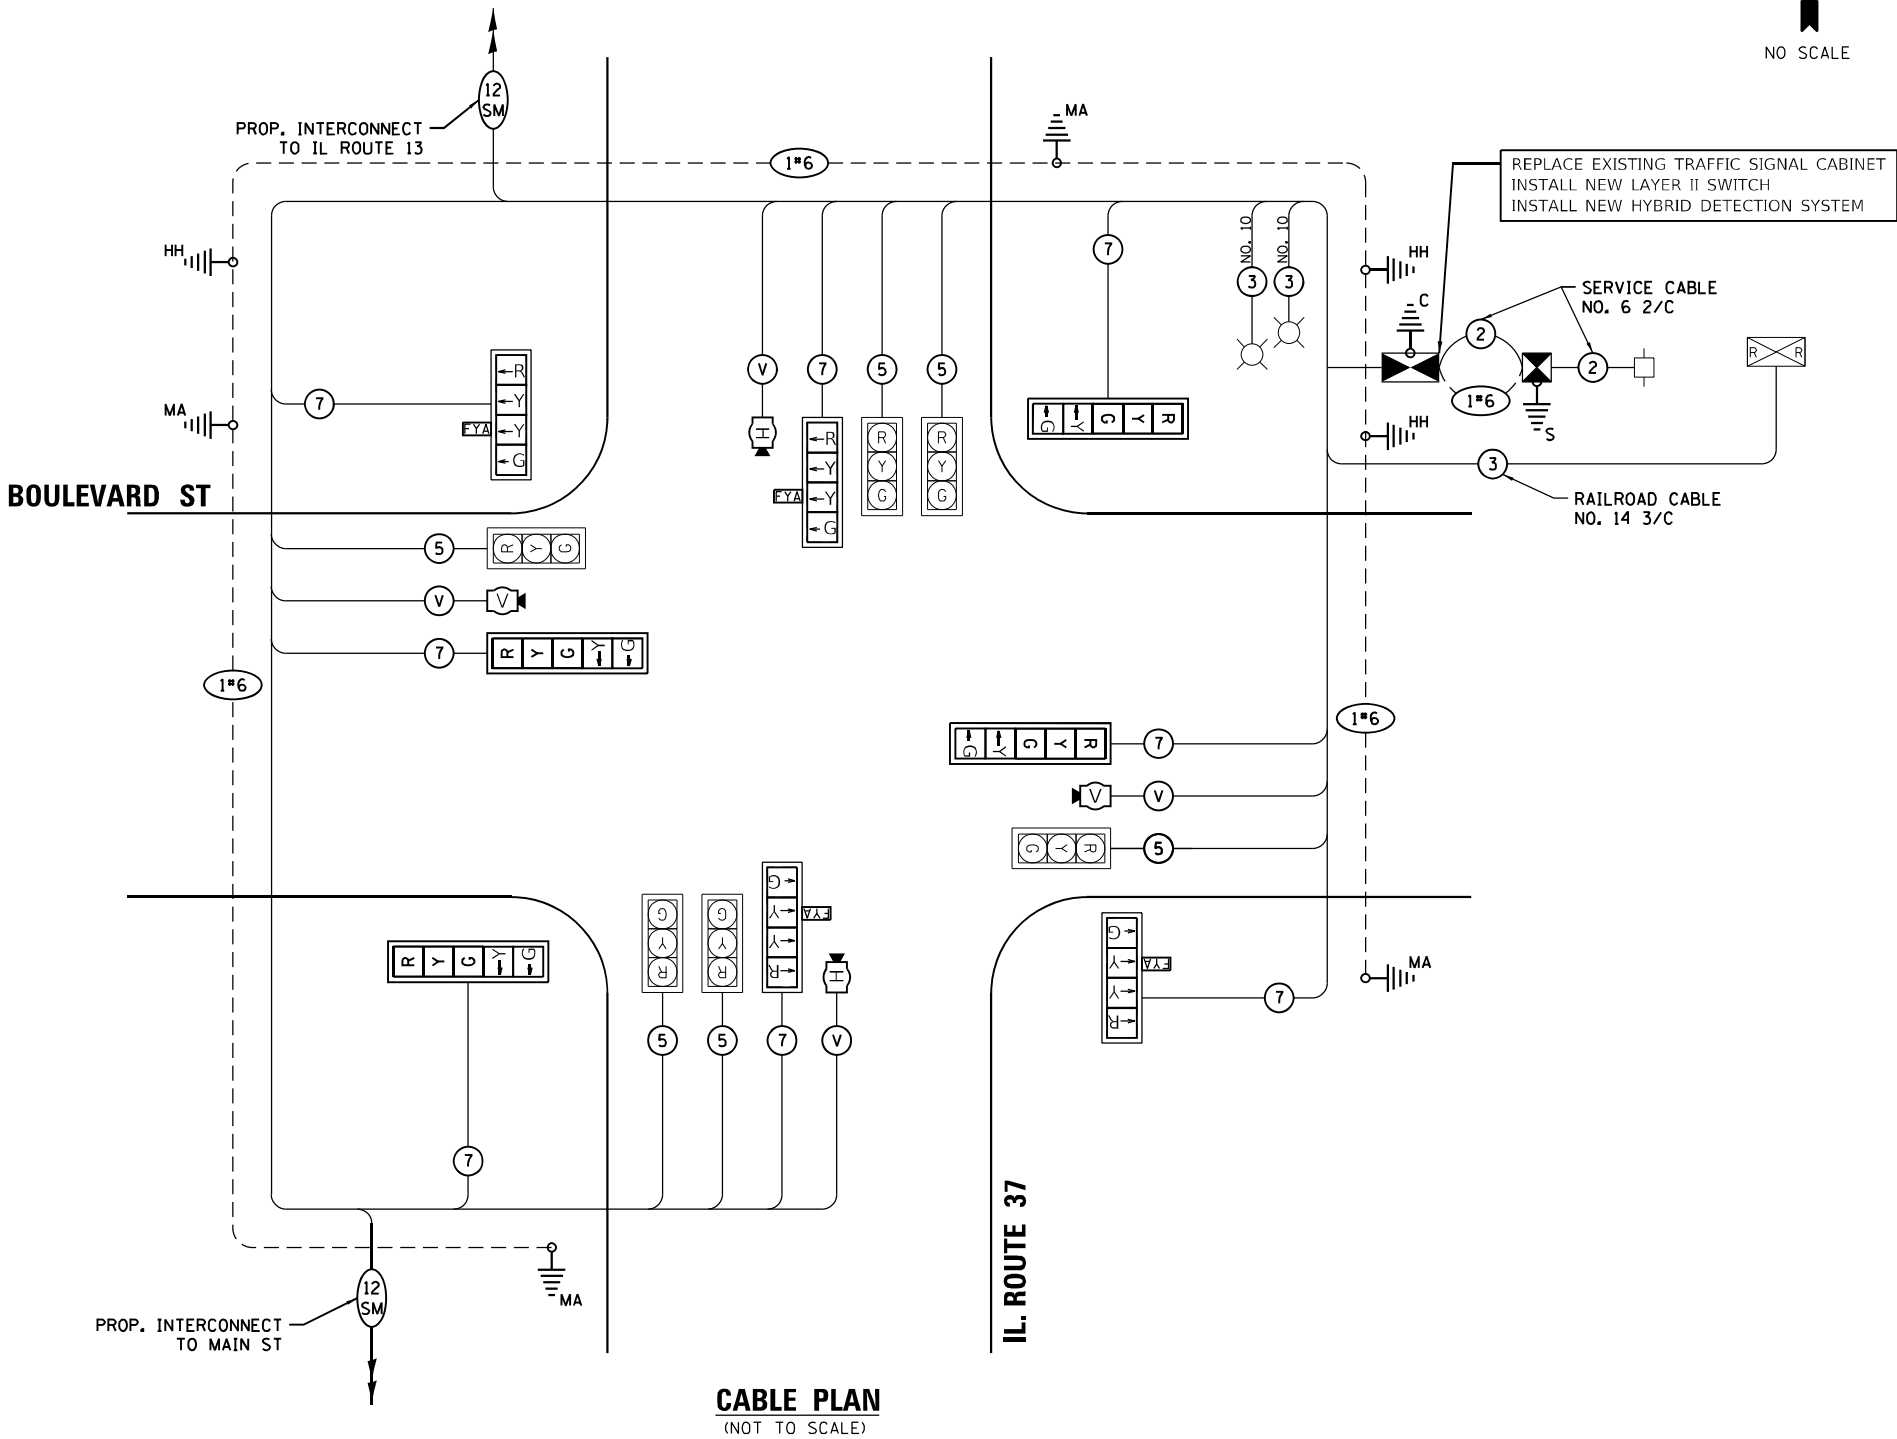 NO SCALE
12
SM
PROP. INTERCONNECT
TO IL ROUTE 13
MA
1#6
REPLACE EXISTING TRAFFIC SIGNAL CABINET
INSTALL NEW LAYER II SWITCH
INSTALL NEW HYBRID DETECTION SYSTEM
HH
7
NO. 10
NO. 10
3
3
HH
C
SERVICE CABLE
NO. 6 2/C
2
2
R R
1#6
S
HH
MA
7
R
Y
FYA Y
G
V
7
5
5
H
R
Y
FYA Y
G
R
Y
G
R
Y
G
G Y G Y R
3
RAILROAD CABLE
NO. 14 3/C
BOULEVARD ST
5
R Y G
V
V
7
R Y G Y G
1#6
1#6
G Y G Y R
7
V
V
G Y R
5
R Y G Y G
G
Y
R
G
Y
R
G
Y FYA
Y
R
H
G
Y FYA
Y
R
7
MA
5
5
7
V
7
MA
12
SM
PROP. INTERCONNECT
TO MAIN ST
IL. ROUTE 37
CABLE PLAN
(NOT TO SCALE)